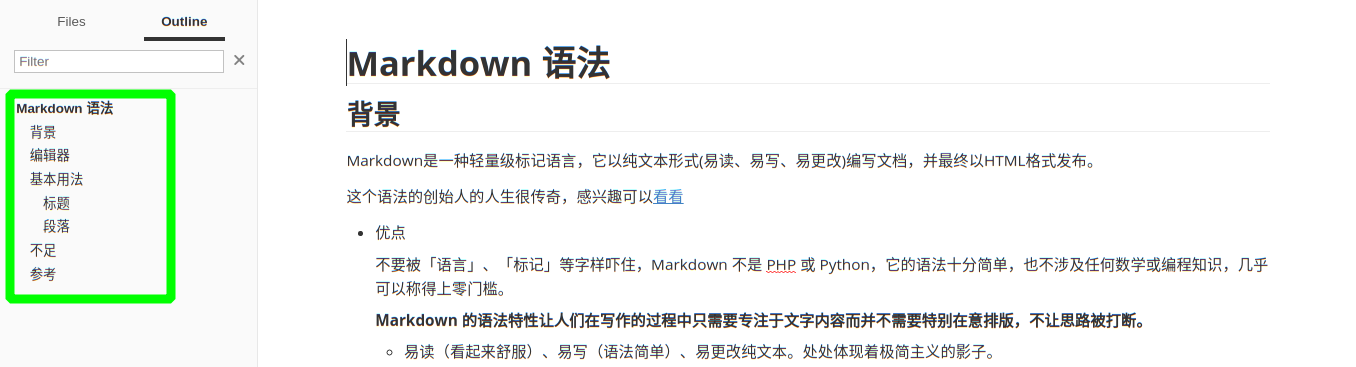 Files
Outline
Filter
Markdown 语法
背景
编辑器
基本用法
标题
段落
不足
参考
Markdown 语法
背景
Markdown是一种轻量级标记语言，它以纯文本形式(易读、易写、易更改)编写文档，并最终以HTML格式发布。
这个语法的创始人的人生很传奇，感兴趣可以看看
优点
不要被「语言」、「标记」等字样吓住，Markdown 不是 PHP 或 Python，它的语法十分简单，也不涉及任何数学或编程知识，几乎
可以称得上零门槛。
Markdown 的语法特性让人们在写作的过程中只需要专注于文字内容而并不需要特别在意排版，不让思路被打断。
易读（看起来舒服）、易写（语法简单）、易更改纯文本。处处体现着极简主义的影子。